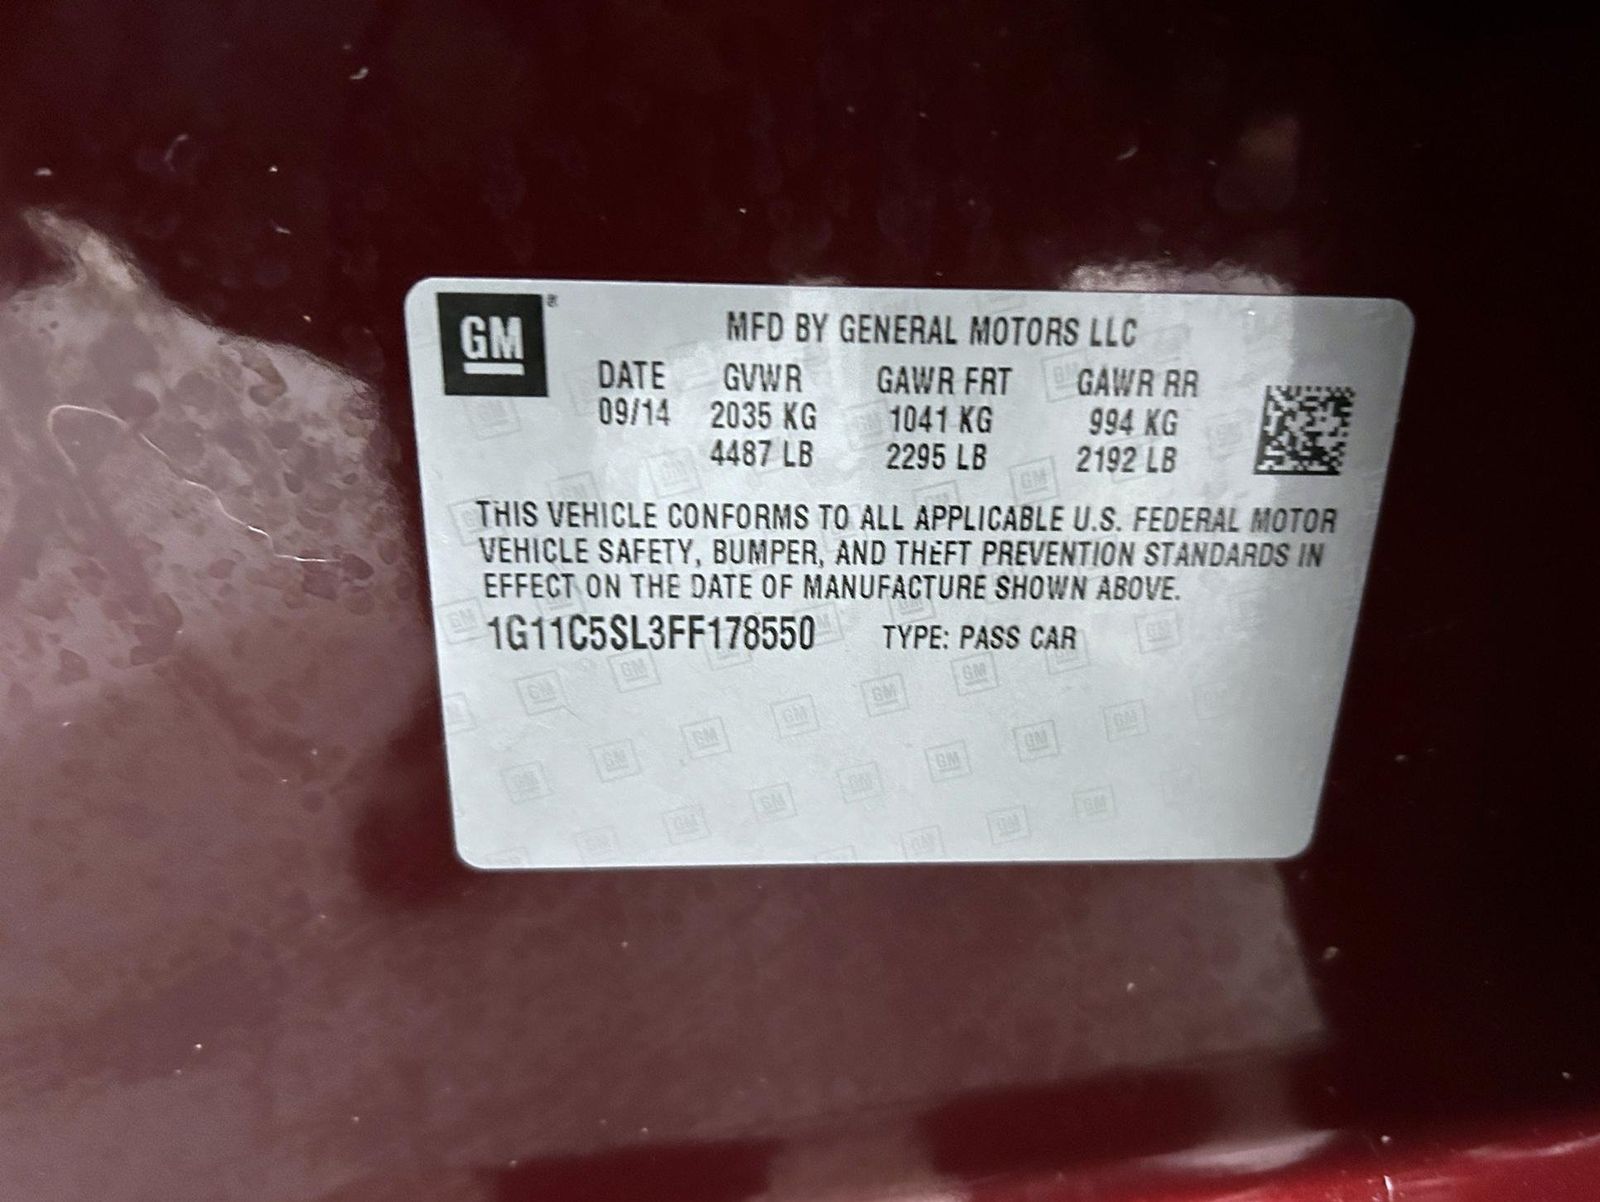 GM
MFD BY GENERAL MOTORS LLC
DATE GVWR GAWR FRT GAWR RR
09/14 2035 KG 1041 KG 994 KG
4487 LB 2295 LB 2192 LB
THIS VEHICLE CONFORMS TO ALL APPLICABLE U.S. FEDERAL MOTOR
VEHICLE SAFETY, BUMPER, AND THEFT PREVENTION STANDARDS IN
EFFECT ON THE DATE OF MANUFACTURE SHOWN ABOVE.
1G11C5SL3FF178550 TYPE: PASS CAR